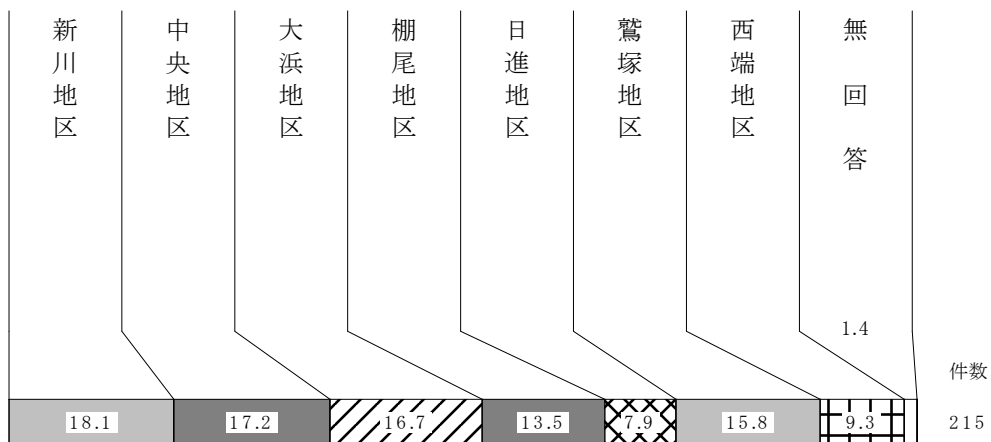 新川地区
中央地区
大浜地区
棚尾地区
日進地区
鷲塚地区
西端地区
無回答
1.4
件数
18.1
17.2
16.7
13.5
7.9
15.8
9.3
215